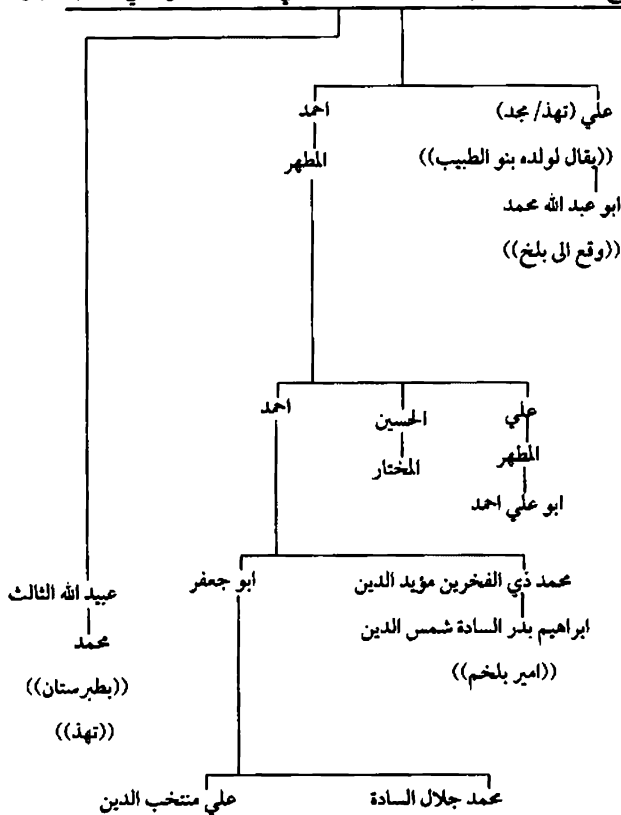 علي (تهذ/مجد)
احمد
((يقال لولده بنو الطبيب))
المطهر
ابو عبد الله محمد
((وقع الى بلخ))
علي
الحسين
احمد
المطهر
المختار
ابو علي احمد
محمد ذي الفخرين مؤيد الدين
ابو جعفر
عبيد الله الثالث
ابراهيم بدر السادة شمس الدين
محمد
((امير بلخم))
((بطبرستان))
((تهذ))
محمد جلال السادة
علي منتخب الدين